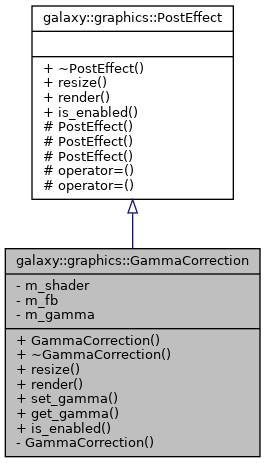 galaxy::graphics::PostEffect
+ ~PostEffect()
+ resize()
+ render()
+ is_enabled()
# PostEffect()
# PostEffect()
# PostEffect()
# operator=()
# operator=()
galaxy::graphics::GammaCorrection
- m_shader
- m_fb
- m_gamma
+ GammaCorrection()
+ ~GammaCorrection()
+ resize()
+ render()
+ set_gamma()
+ get_gamma()
+ is_enabled()
- GammaCorrection()